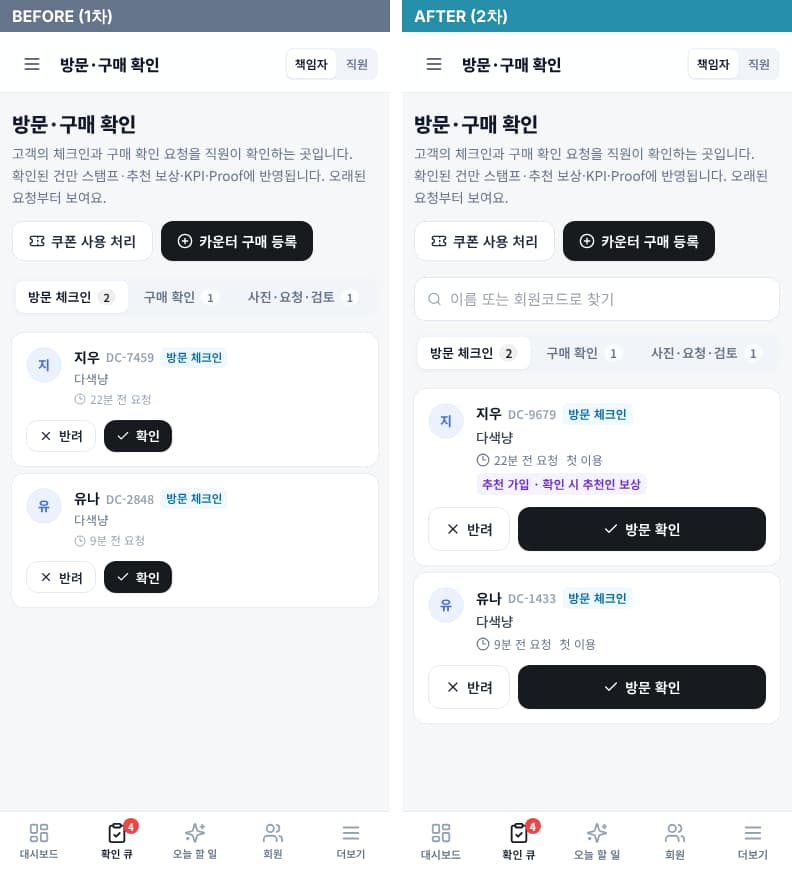 BEFORE (1차)
방문·구매 확인
책임자 직원
방문·구매 확인
고객의 체크인과 구매 확인 요청을 직원이 확인하는 곳입니다.
확인된 건만 스탬프·추천 보상·KPI·Proof에 반영됩니다. 오래된
요청부터 보여요.
쿠폰 사용 처리 카운터 구매 등록
방문 체크인 2 구매 확인 1 사진·요청·검토 1
지 지우 DC-7459 방문 체크인
다색냥
22분 전 요청
반려 확인
유 유나 DC-2848 방문 체크인
다색냥
9분 전 요청
반려 확인
대시보드 확인 큐 4 오늘 할 일 회원 더보기
AFTER (2차)
방문·구매 확인
책임자 직원
방문·구매 확인
고객의 체크인과 구매 확인 요청을 직원이 확인하는 곳입니다.
확인된 건만 스탬프·추천 보상·KPI·Proof에 반영됩니다. 오래된
요청부터 보여요.
쿠폰 사용 처리 카운터 구매 등록
이름 또는 회원코드로 찾기
방문 체크인 2 구매 확인 1 사진·요청·검토 1
지 지우 DC-9679 방문 체크인
다색냥
22분 전 요청 첫 이용
추천 가입 · 확인 시 추천인 보상
반려 방문 확인
유 유나 DC-1433 방문 체크인
다색냥
9분 전 요청 첫 이용
반려 방문 확인
대시보드 확인 큐 4 오늘 할 일 회원 더보기